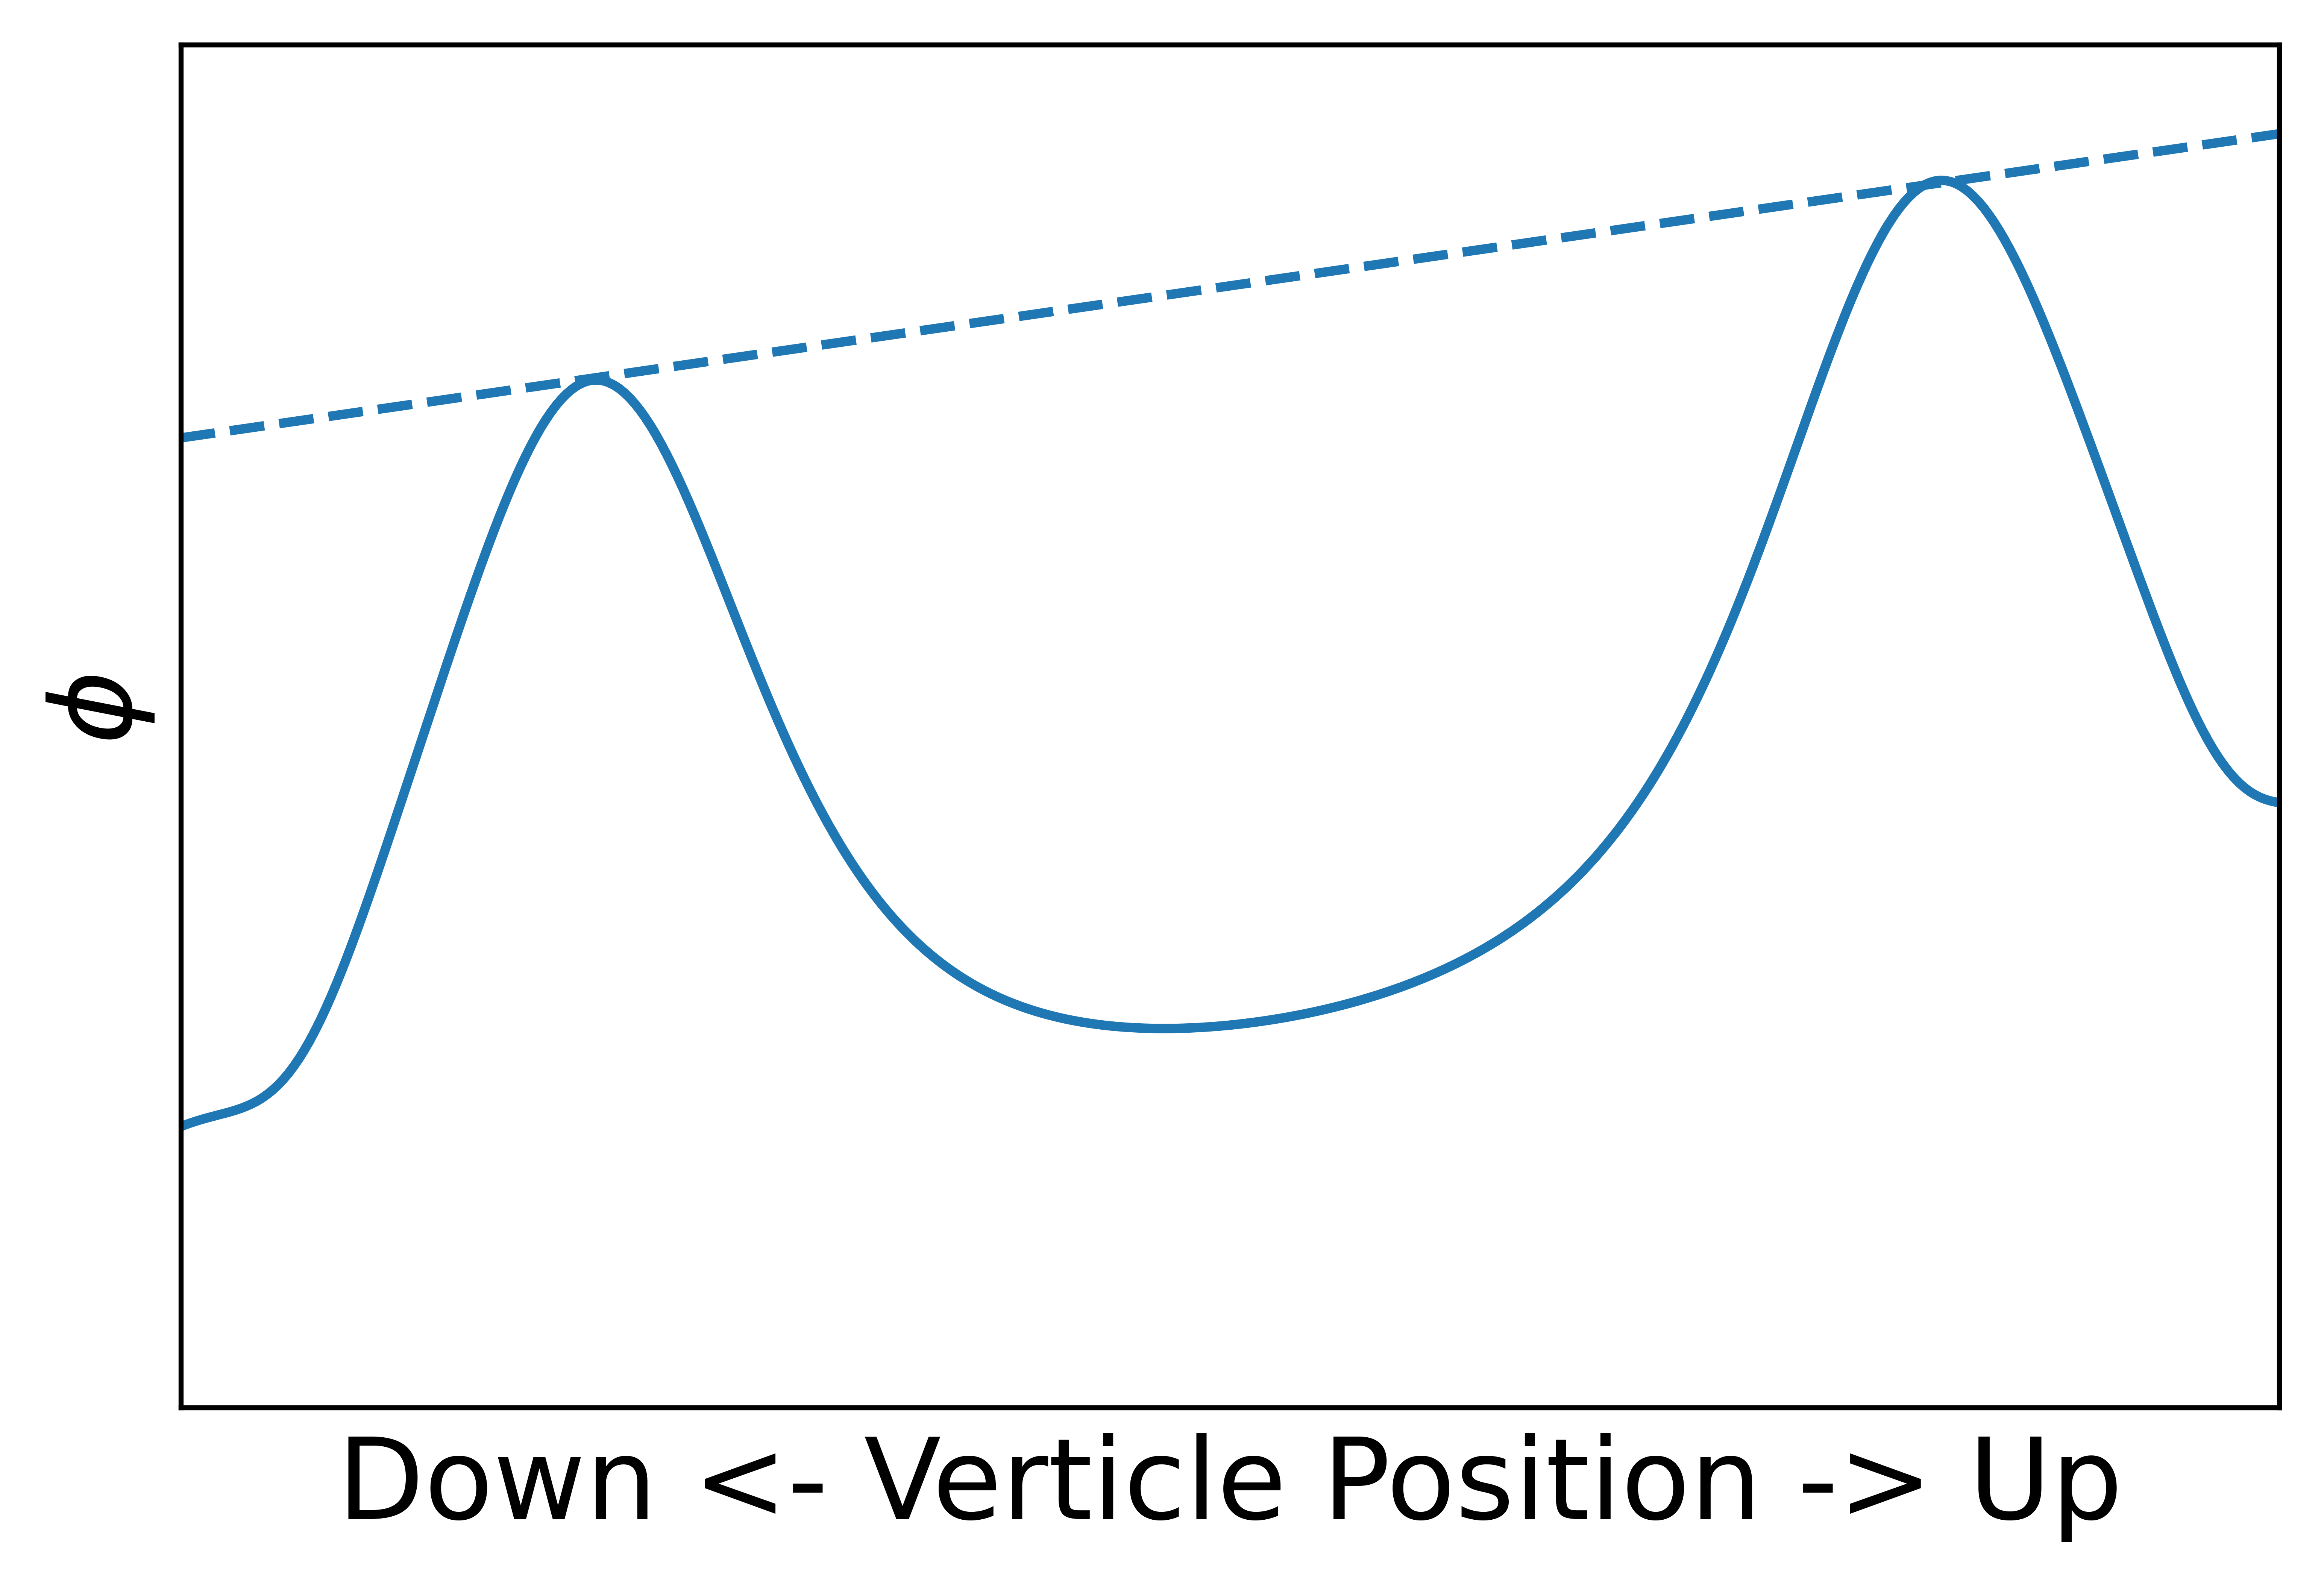 ϕ
Down <- Verticle Position -> Up